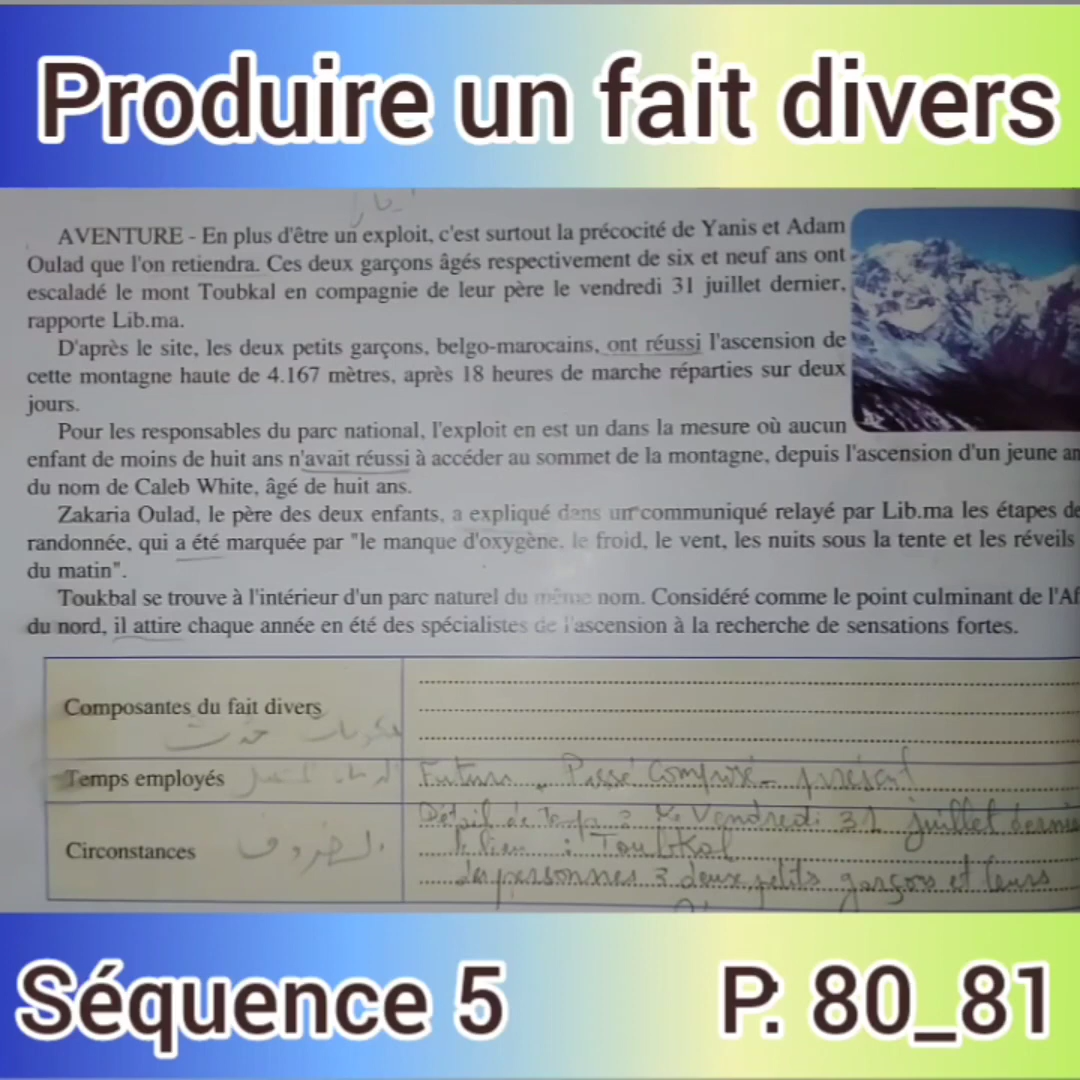 Produire un fait divers
AVENTURE - En plus d'être un exploit, c'est surtout la précocité de Yanis et Adam
Oulad que l'on retiendra. Ces deux garçons âgés respectivement de six et neuf ans ont
escaladé le mont Toubkal en compagnie de leur père le vendredi 31 juillet dernier,
rapporte Lib.ma.
D'après le site, les deux petits garçons, belgo-marocains, ont réussi l'ascension de
cette montagne haute de 4.167 mètres, après 18 heures de marche réparties sur deux
jours.
Pour les responsables du parc national, l'exploit en est un dans la mesure où aucun
enfant de moins de huit ans n'avait réussi à accéder au sommet de la montagne, depuis l'ascension d'un jeune
du nom de Caleb White, âgé de huit ans.
Zakaria Oulad, le père des deux enfants, a expliqué dans un communiqué relayé par Lib.ma les étapes
randonnée, qui a été marquée par "le manque d'oxygène, le froid, le vent, les nuits sous la tente et les réveils
du matin".
Toukbal se trouve à l'intérieur d'un parc naturel du même nom. Considéré comme le point culminant de
du nord, il attire chaque année en été des spécialistes de l'ascension à la recherche de sensations fortes.
Composantes du fait divers
Temps employés Futur Passé Composé - présent
Vendredi 31 juillet
Circonstances الظروف : Toubkal
personnes : deux petits garçons et leurs
Séquence 5 P. 80_81